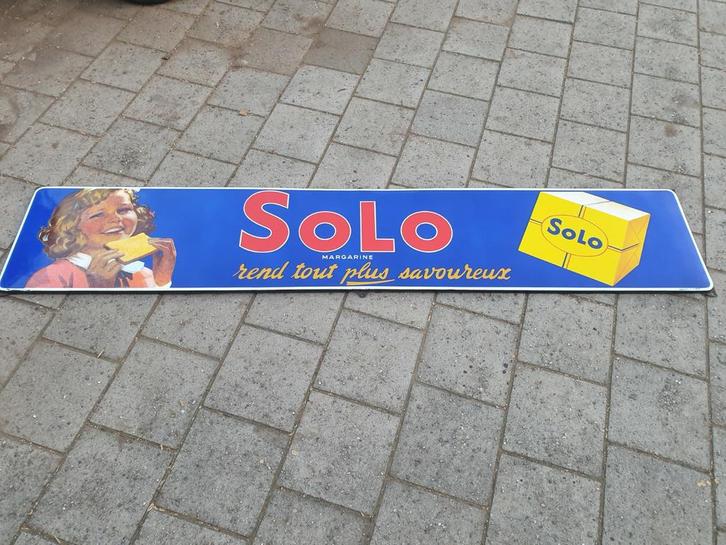 SoLo
MARGARINE
rend tout plus savoureux
SoLo